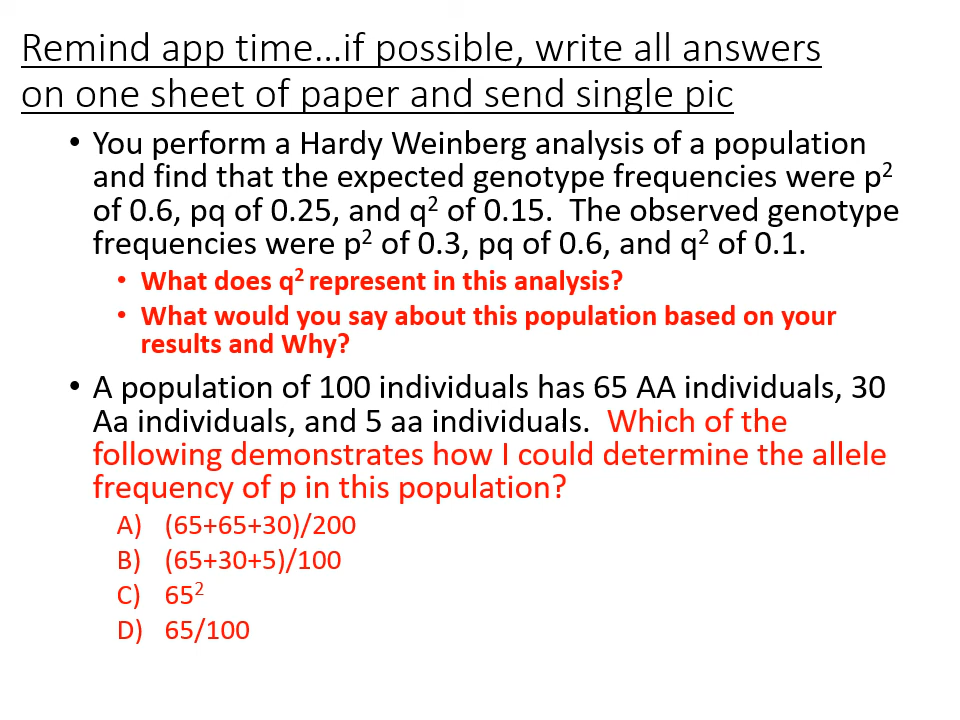 Remind app time…if possible, write all answers
on one sheet of paper and send single pic
• You perform a Hardy Weinberg analysis of a population
and find that the expected genotype frequencies were p²
of 0.6, pq of 0.25, and q² of 0.15.  The observed genotype
frequencies were p² of 0.3, pq of 0.6, and q² of 0.1.
• What does q² represent in this analysis?
• What would you say about this population based on your
results and Why?
• A population of 100 individuals has 65 AA individuals, 30
Aa individuals, and 5 aa individuals.  Which of the
following demonstrates how I could determine the allele
frequency of p in this population?
A) (65+65+30)/200
B) (65+30+5)/100
C) 65²
D) 65/100